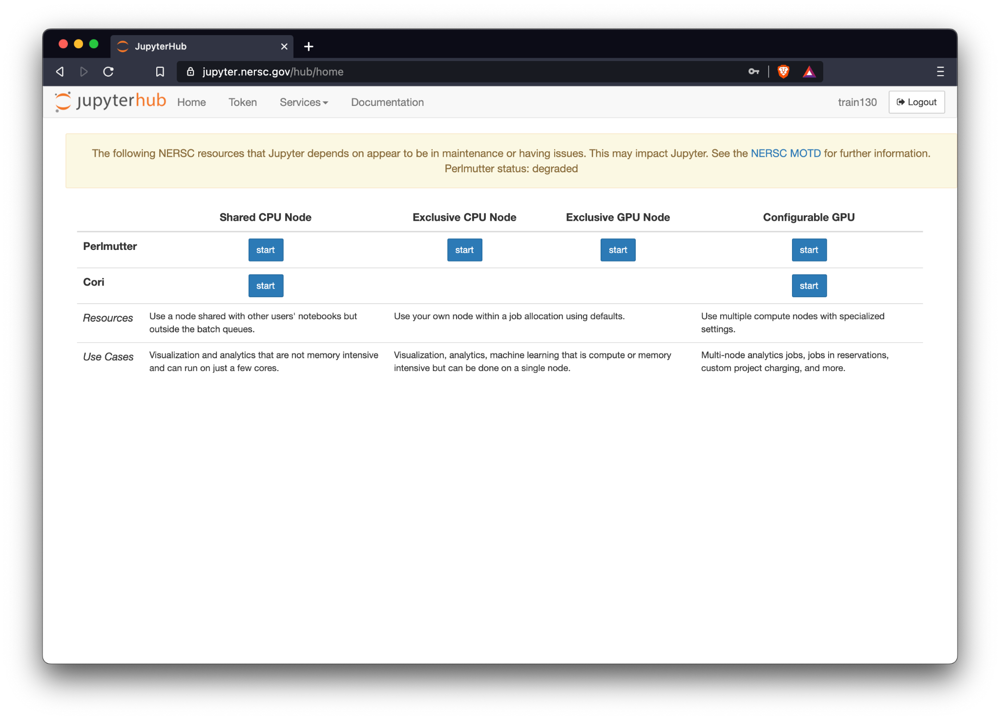 JupyterHub
jupyter.nersc.gov/hub/home
jupyterhub Home Token Services Documentation train130 Logout
The following NERSC resources that Jupyter depends on appear to be in maintenance or having issues. This may impact Jupyter. See the NERSC MOTD for further information.
Perlmutter status: degraded
Shared CPU Node Exclusive CPU Node Exclusive GPU Node Configurable GPU
Perlmutter start start start start
Cori start start
Resources Use a node shared with other users' notebooks but Use your own node within a job allocation using defaults. Use multiple compute nodes with specialized
outside the batch queues. settings.
Use Cases Visualization and analytics that are not memory intensive Visualization, analytics, machine learning that is compute or memory Multi-node analytics jobs, jobs in reservations,
and can run on just a few cores. intensive but can be done on a single node. custom project charging, and more.